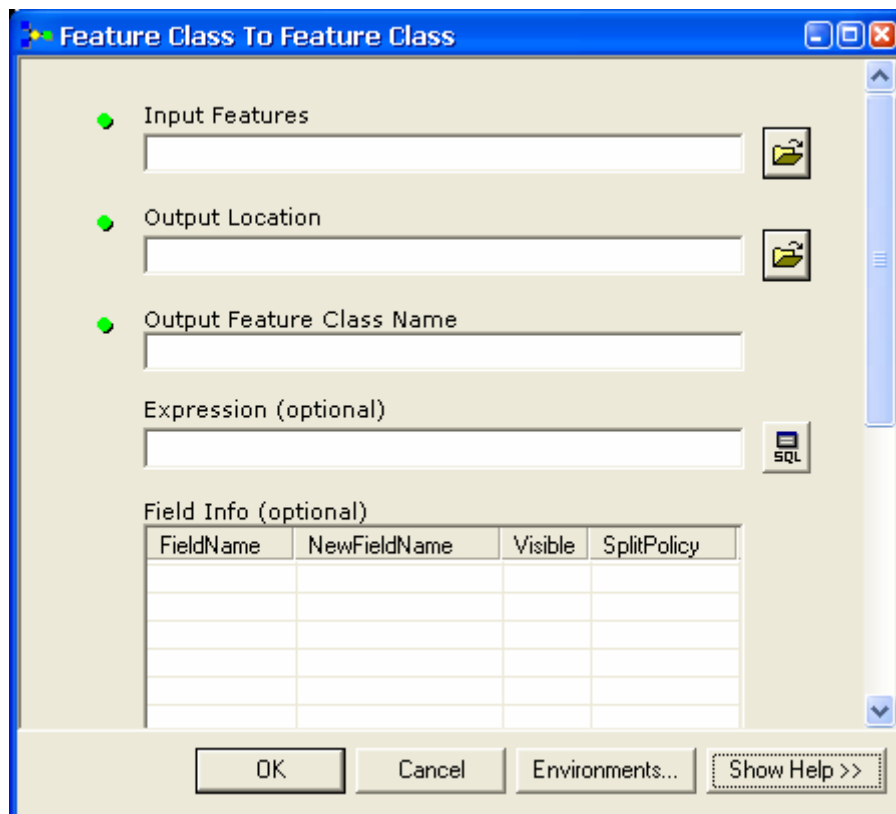 Feature Class To Feature Class
Input Features
Output Location
Output Feature Class Name
Expression (optional)
SQL
Field Info (optional)
FieldName NewFieldName Visible SplitPolicy
OK Cancel Environments... Show Help >>